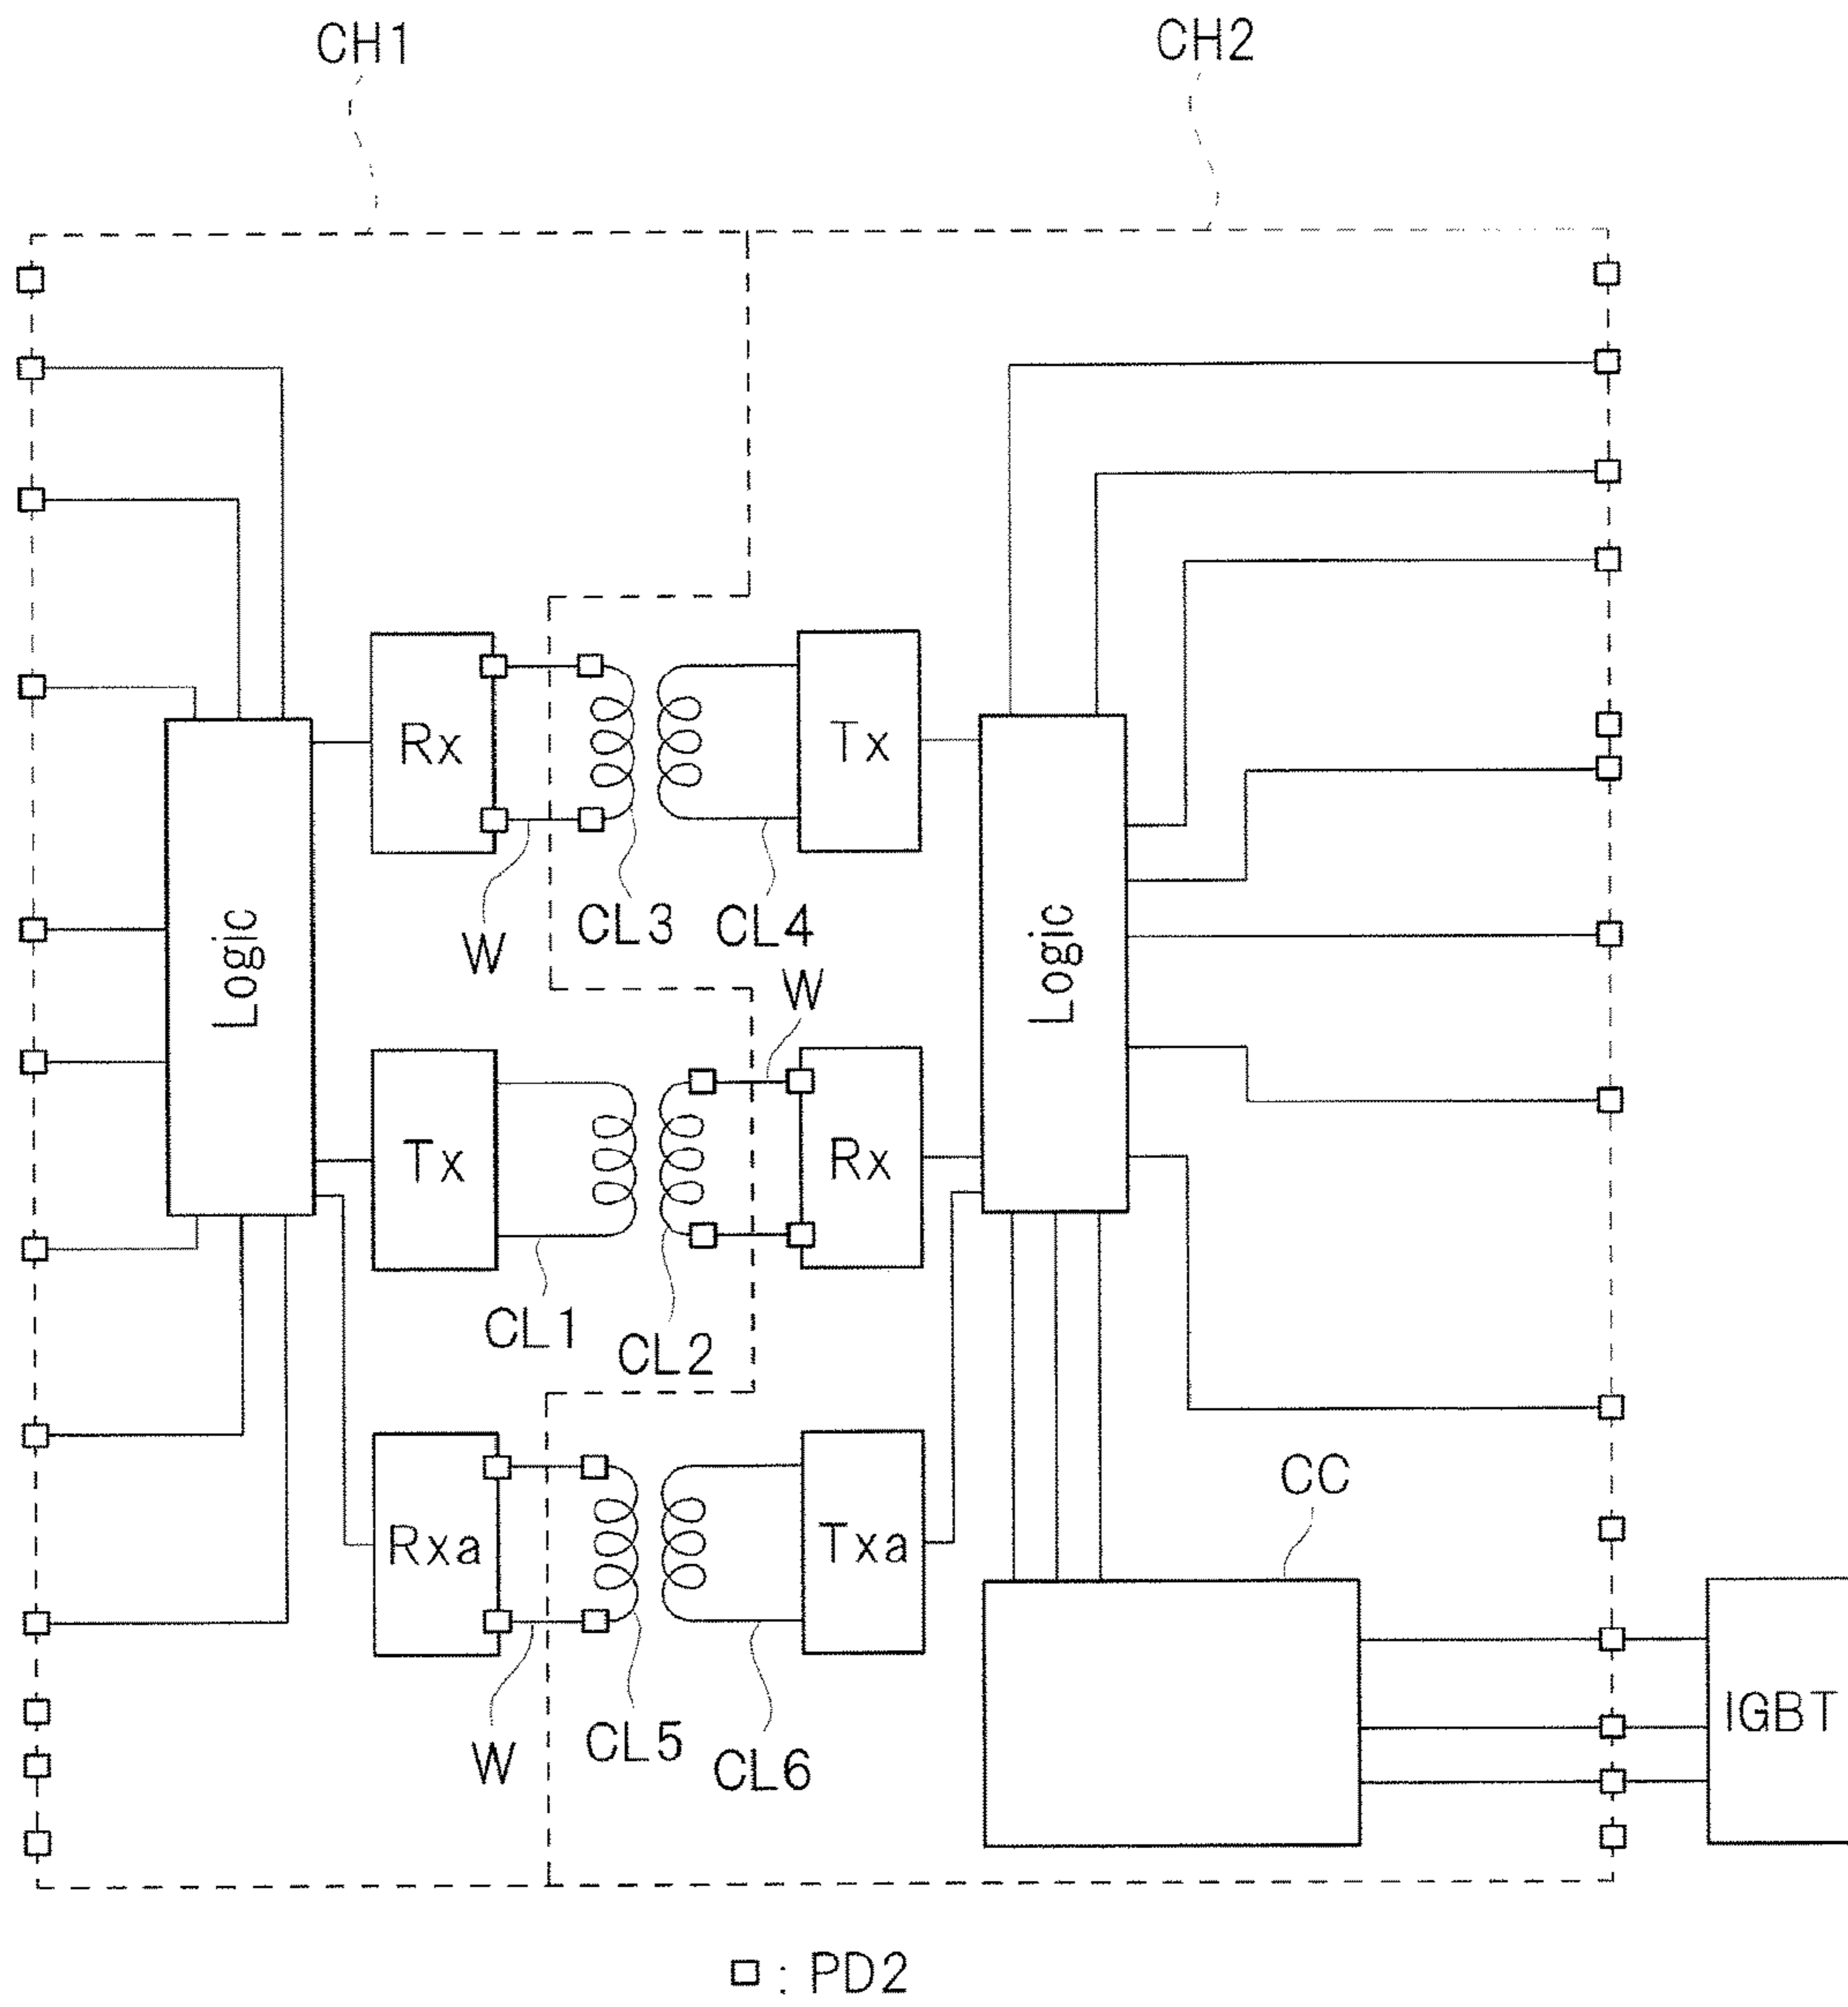 CH1
CH2
Rx
Tx
Logic
Logic
W
CL3
CL4
W
Tx
Rx
CL1
CL2
CC
Rxa
Txa
IGBT
W
CL5
CL6
: PD2